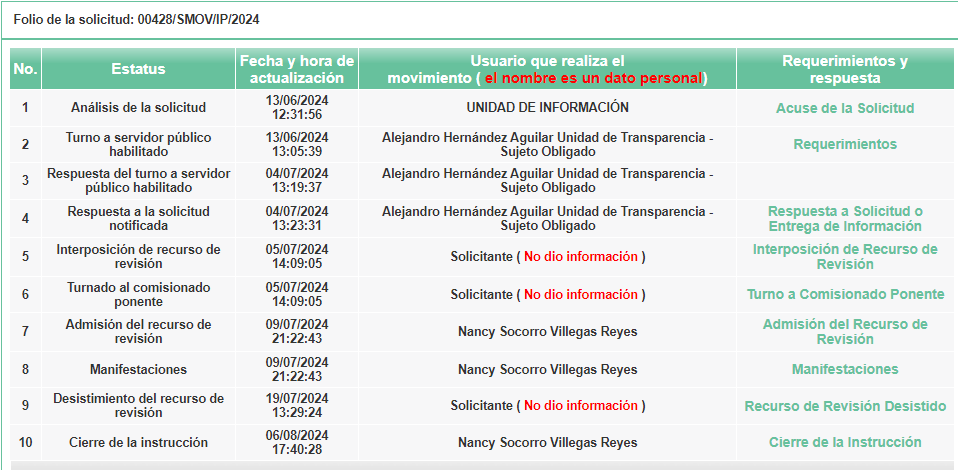 Folio de la solicitud: 00428/SMOV/IP/2024
No.
Estatus
Fecha y hora de
actualización
Usuario que realiza el
movimiento ( el nombre es un dato personal)
Requerimientos y
respuesta
1
Análisis de la solicitud
13/06/2024
12:31:56
UNIDAD DE INFORMACIÓN
Acuse de la Solicitud
2
Turno a servidor público
habilitado
13/06/2024
13:05:39
Alejandro Hernández Aguilar Unidad de Transparencia -
Sujeto Obligado
Requerimientos
3
Respuesta del turno a servidor
público habilitado
04/07/2024
13:19:37
Alejandro Hernández Aguilar Unidad de Transparencia -
Sujeto Obligado
4
Respuesta a la solicitud
notificada
04/07/2024
13:23:31
Alejandro Hernández Aguilar Unidad de Transparencia -
Sujeto Obligado
Respuesta a Solicitud o
Entrega de Información
5
Interposición de recurso de
revisión
05/07/2024
14:09:05
Solicitante ( No dio información )
Interposición de Recurso de
Revisión
6
Turnado al comisionado
ponente
05/07/2024
14:09:05
Solicitante ( No dio información )
Turno a Comisionado Ponente
7
Admisión del recurso de
revisión
09/07/2024
21:22:43
Nancy Socorro Villegas Reyes
Admisión del Recurso de
Revisión
8
Manifestaciones
09/07/2024
21:22:43
Nancy Socorro Villegas Reyes
Manifestaciones
9
Desistimiento del recurso de
revisión
19/07/2024
13:29:24
Solicitante ( No dio información )
Recurso de Revisión Desistido
10
Cierre de la instrucción
06/08/2024
17:40:28
Nancy Socorro Villegas Reyes
Cierre de la Instrucción